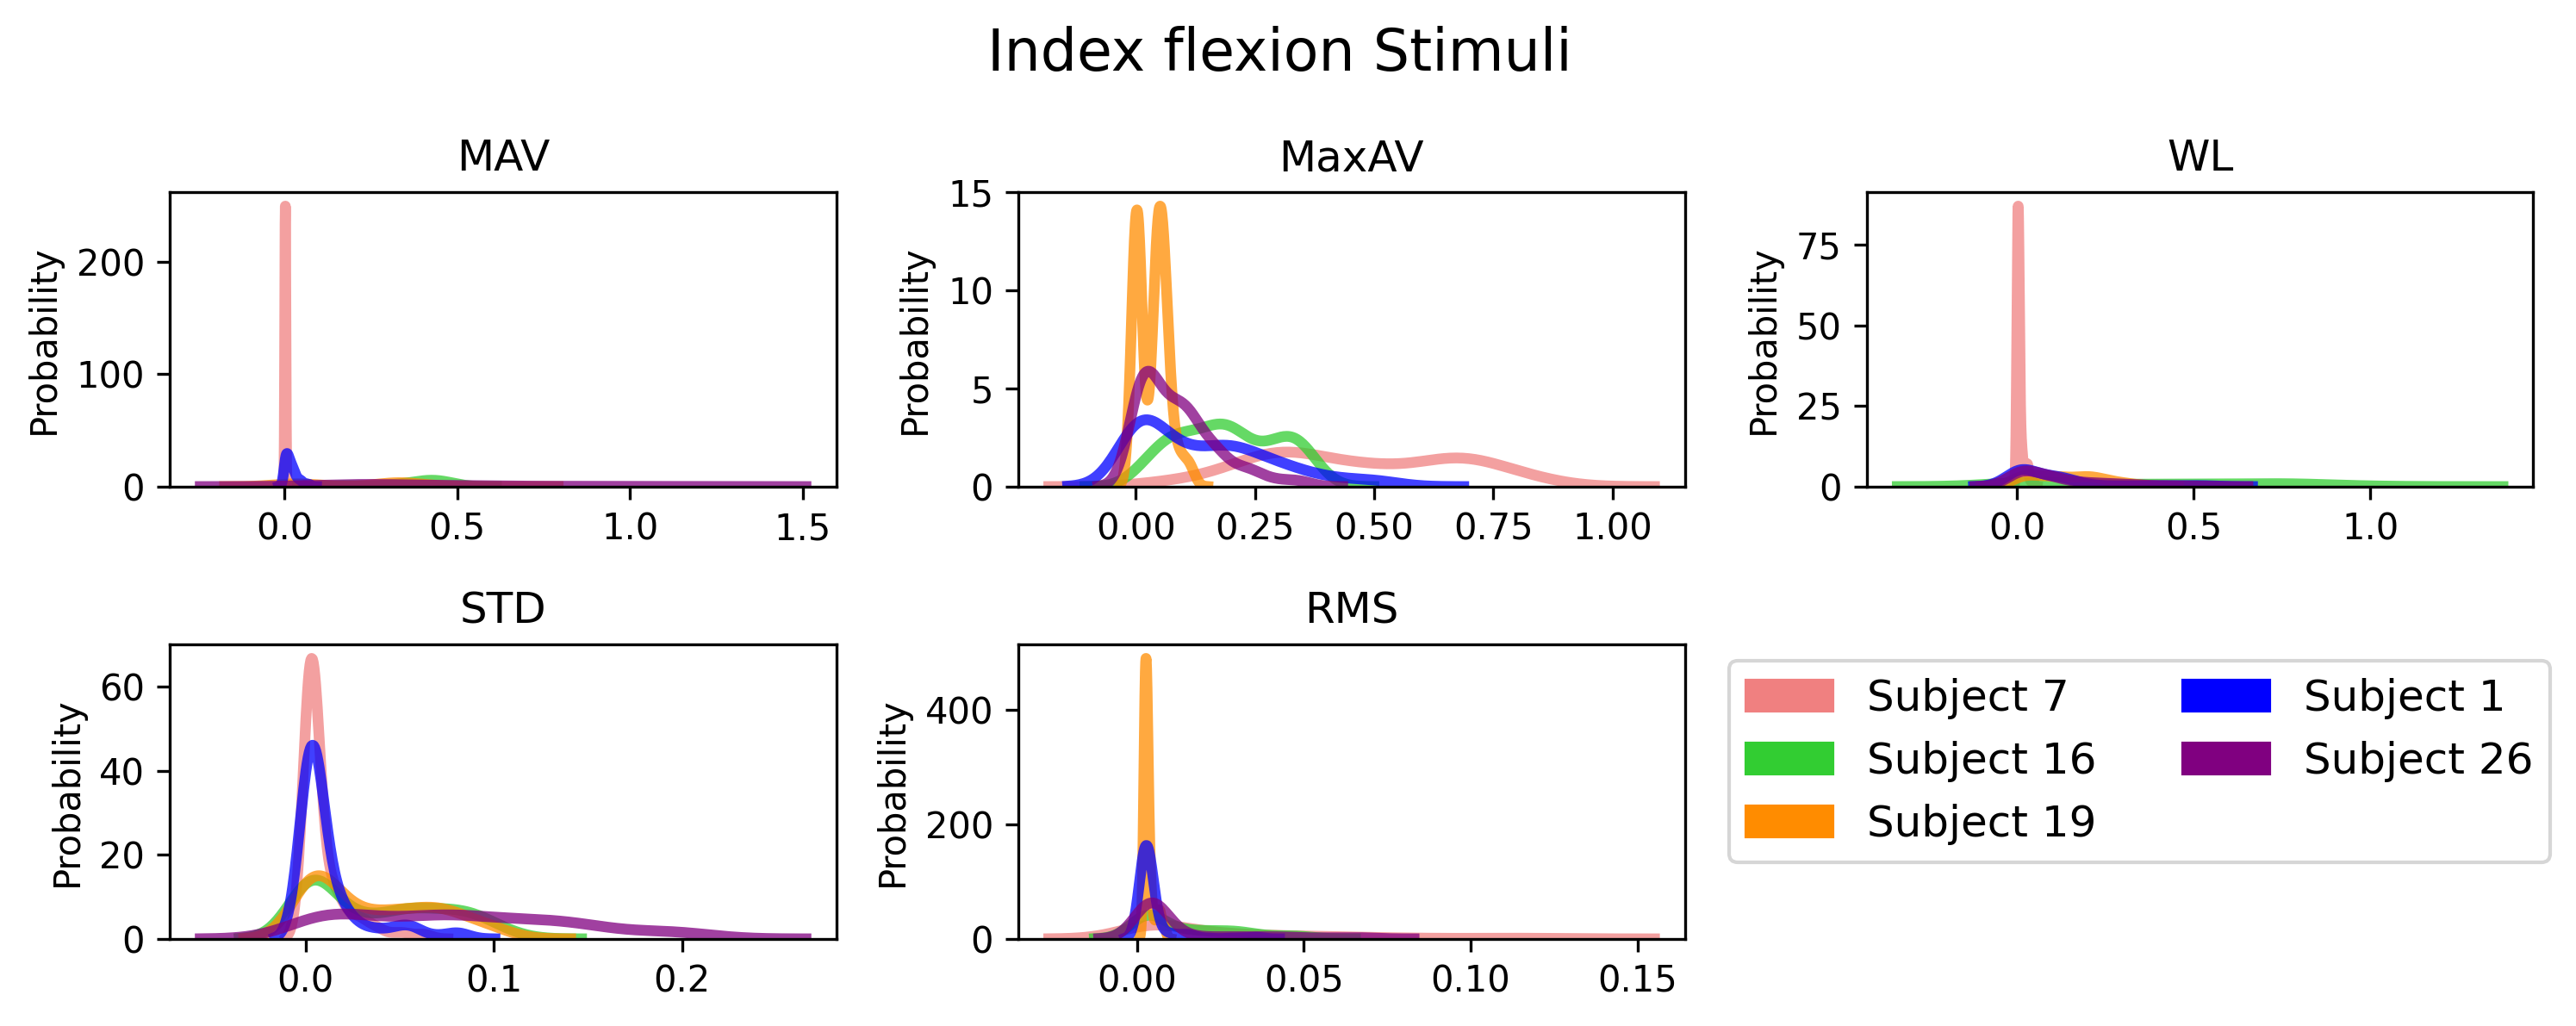 Index flexion Stimuli
MAV
Probability
200
100
0
0.0 0.5 1.0 1.5
MaxAV
Probability
15
10
5
0
0.00 0.25 0.50 0.75 1.00
WL
Probability
75
50
25
0
0.0 0.5 1.0
STD
Probability
60
40
20
0
0.0 0.1 0.2
RMS
Probability
400
200
0
0.00 0.05 0.10 0.15
Subject 7
Subject 16
Subject 19
Subject 1
Subject 26